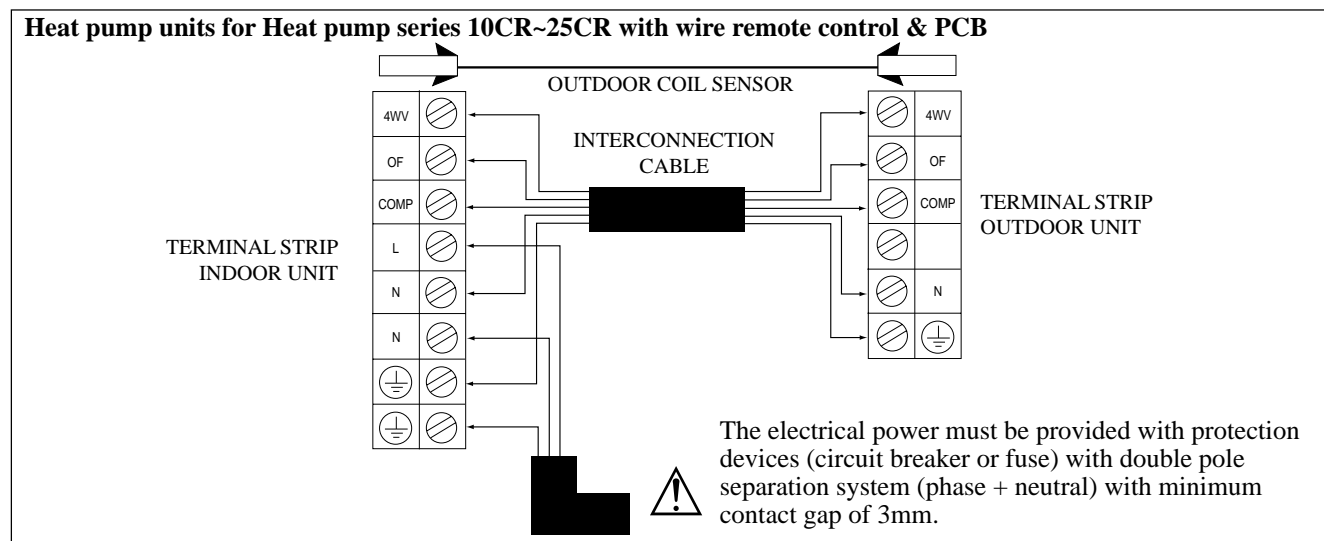 Heat pump units for Heat pump series 10CR~25CR with wire remote control & PCB
OUTDOOR COIL SENSOR
INTERCONNECTION
CABLE
TERMINAL STRIP
INDOOR UNIT
4WV
OF
COMP
L
N
N
4WV
OF
COMP
N
TERMINAL STRIP
OUTDOOR UNIT
The electrical power must be provided with protection
devices (circuit breaker or fuse) with double pole
separation system (phase + neutral) with minimum
contact gap of 3mm.